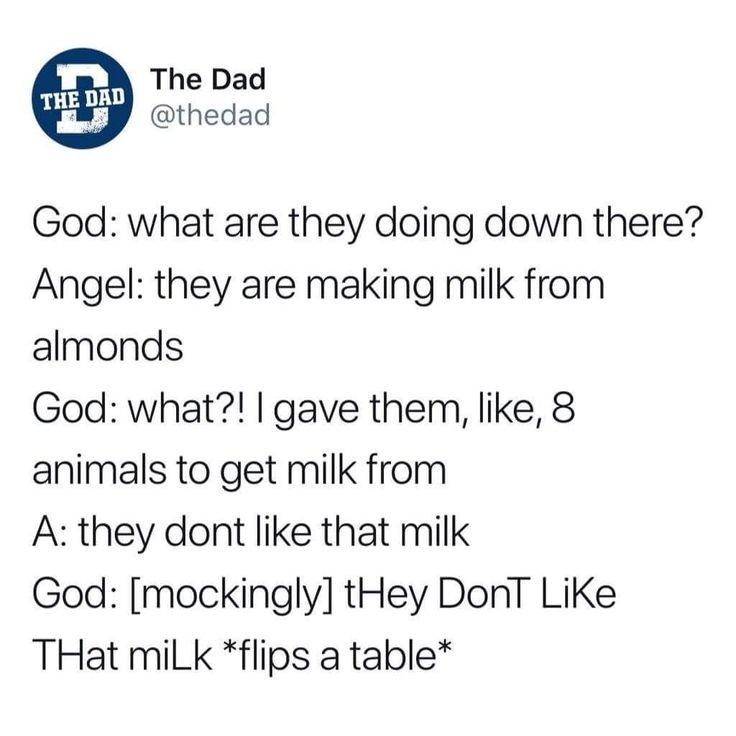 THE DAD
The Dad
@thedad
God: what are they doing down there?
Angel: they are making milk from
almonds
God: what?! I gave them, like, 8
animals to get milk from
A: they dont like that milk
God: [mockingly] tHey DonT LiKe
THat miLk *flips a table*